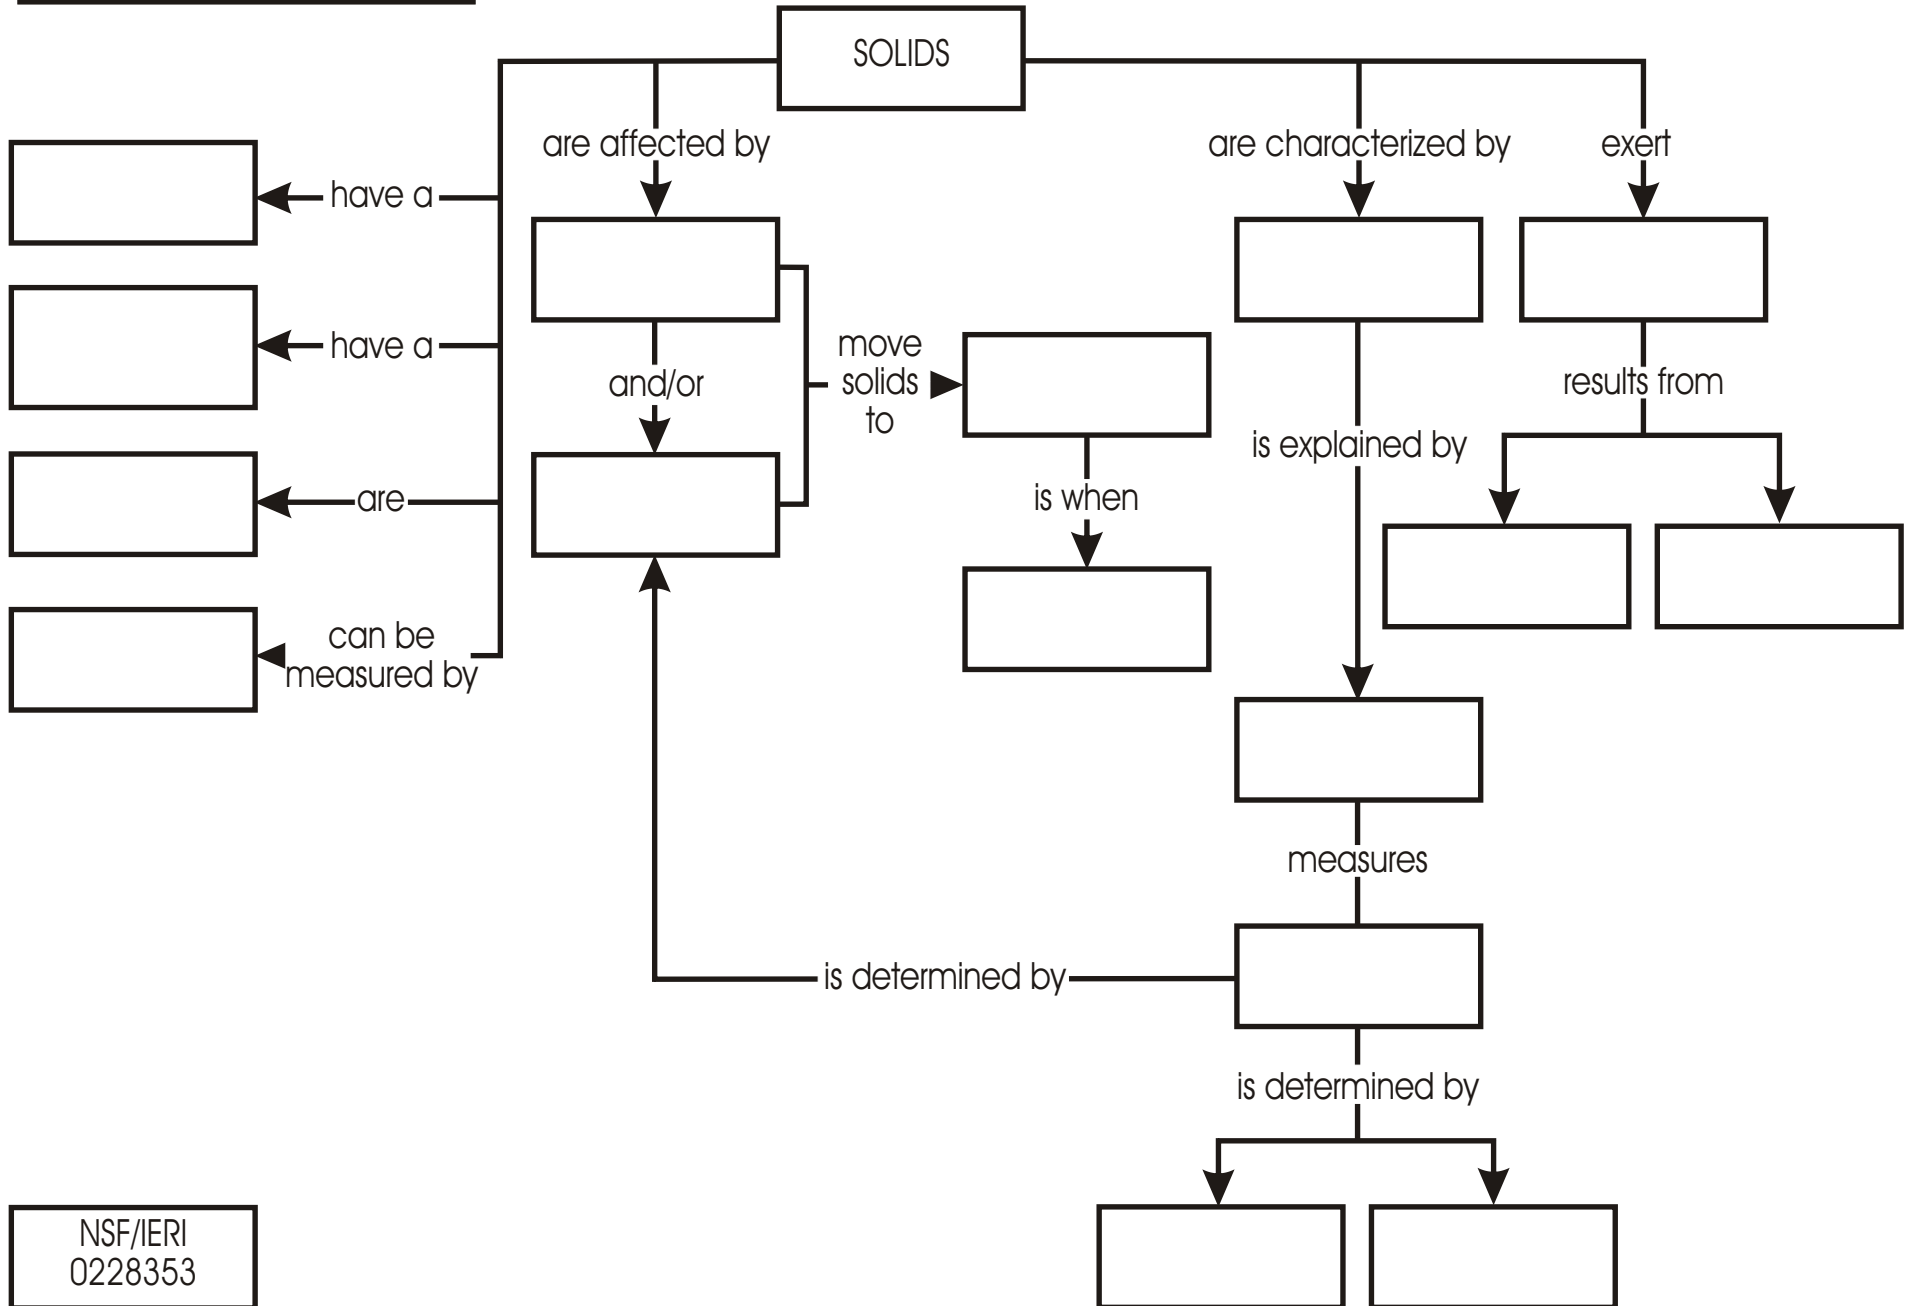 SOLIDS
are affected by
are characterized by
exert
have a
have a
move
solids
to
and/or
results from
is explained by
are
is when
can be
measured by
measures
is determined by
is determined by
NSF/IERI
0228353